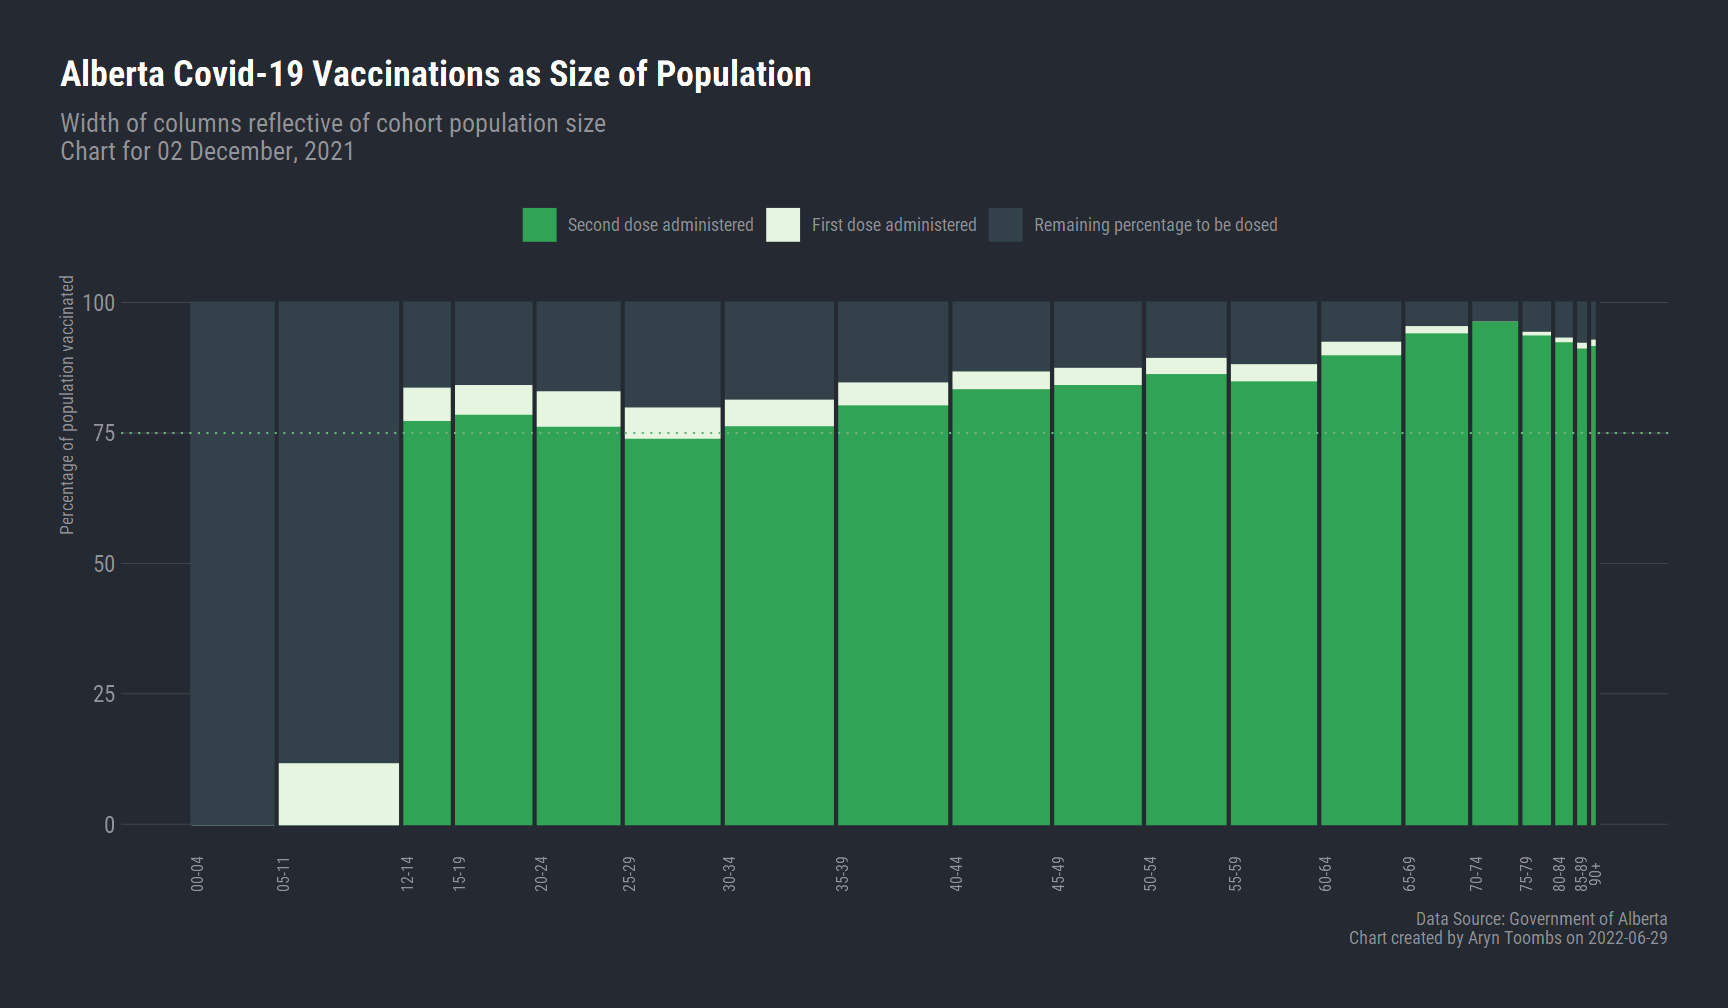 Alberta Covid-19 Vaccinations as Size of Population
Width of columns reflective of cohort population size
Chart for 02 December, 2021
Second dose administered
First dose administered
Remaining percentage to be dosed
Percentage of population vaccinated
100
75
50
25
0
00-04
05-11
12-14
15-19
20-24
25-29
30-34
35-39
40-44
45-49
50-54
55-59
60-64
65-69
70-74
75-79
80-84
85-89
90+
Data Source: Government of Alberta
Chart created by Aryn Toombs on 2022-06-29